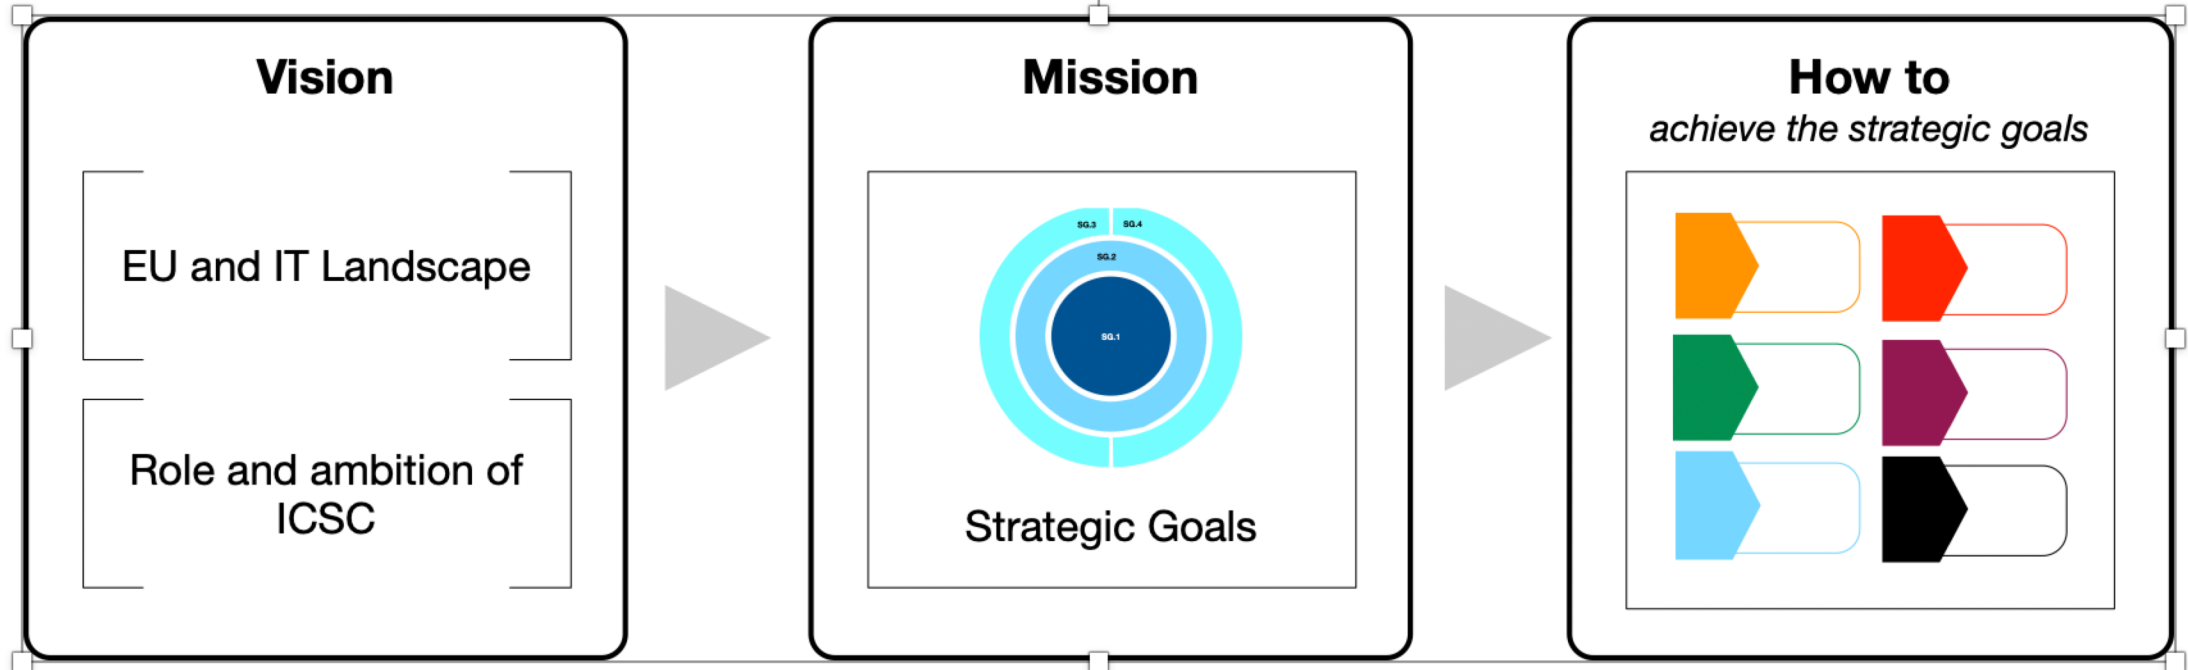 Vision
EU and IT Landscape
Role and ambition of
ICSC
Mission
SG.3
SG.4
SG.2
SG.1
Strategic Goals
How to
achieve the strategic goals